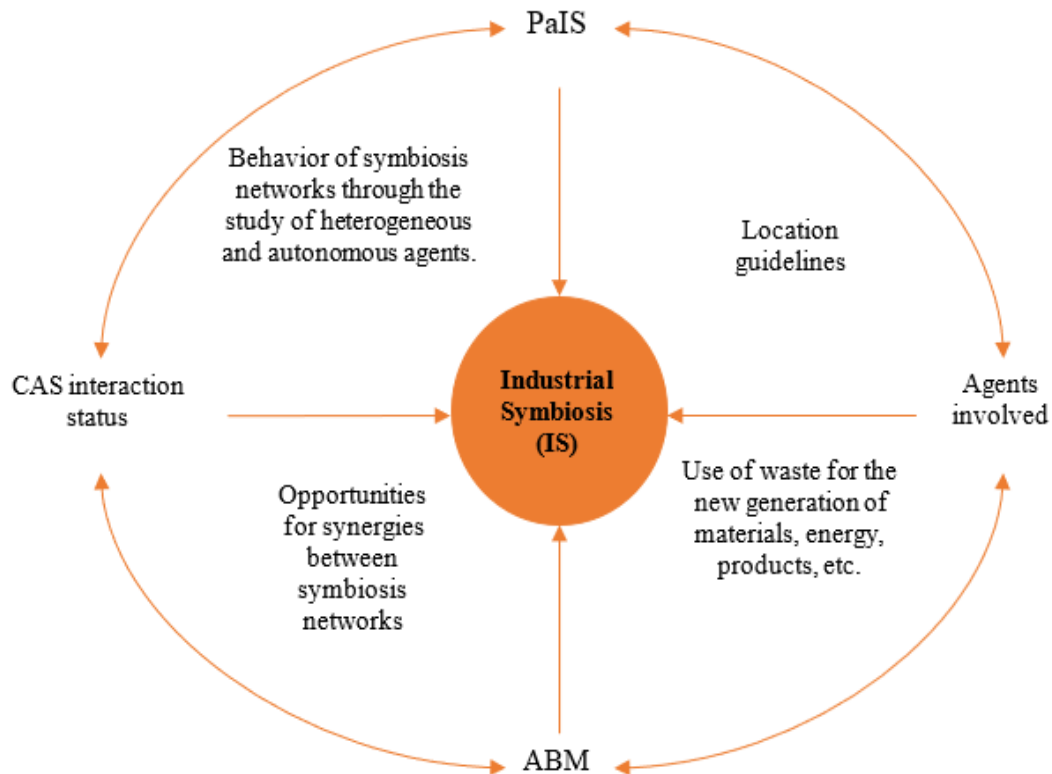 PaIS
Behavior of symbiosis
networks through the
study of heterogeneous
and autonomous agents.
Location
guidelines
CAS interaction
status
Industrial
Symbiosis
(IS)
Agents
involved
Opportunities
for synergies
between
symbiosis
networks
Use of waste for the
new generation of
materials, energy,
products, etc.
ABM